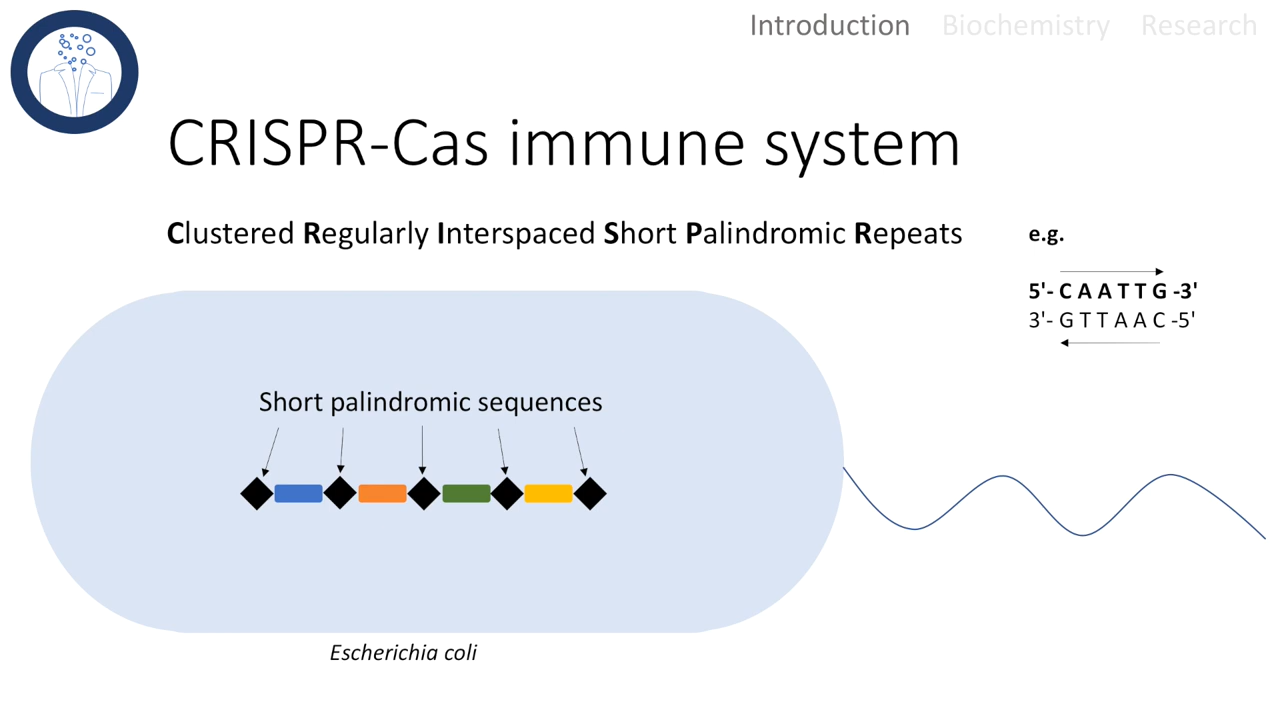 Introduction Biochemistry Research
CRISPR-Cas immune system
Clustered Regularly Interspaced Short Palindromic Repeats
e.g.
5'- C A A T T G -3'
3'- G T T A A C -5'
Short palindromic sequences
Escherichia coli